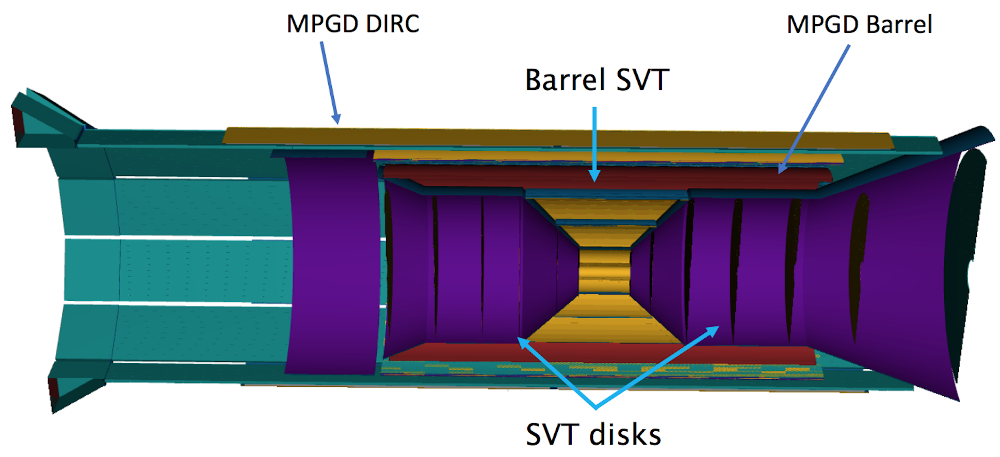 MPGD DIRC
MPGD Barrel
Barrel SVT
SVT disks